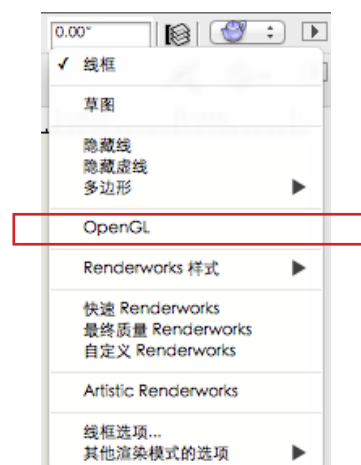 0.00°
✓ 线框
草图
隐藏线
隐藏虚线
多边形
OpenGL
Renderworks 样式
快速 Renderworks
最终质量 Renderworks
自定义 Renderworks
Artistic Renderworks
线框选项...
其他渲染模式的选项